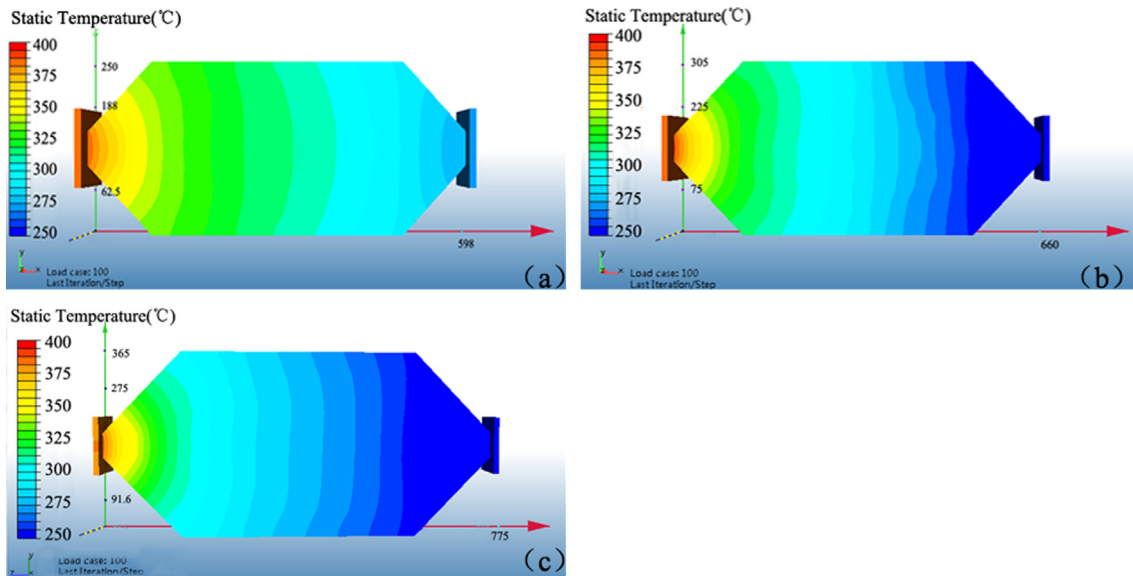 Static Temperature(℃)
400
375
350
325
300
275
250
250
188
62.5
598
y
z x
Load case: 100
Last Iteration/Step
（a）
Static Temperature(℃)
400
375
350
325
300
275
250
305
225
75
660
y
z x
Load case: 100
Last Iteration/Step
（b）
Static Temperature(℃)
400
375
350
325
300
275
250
365
275
91.6
775
y
z
Load case: 100
Last Iteration/Step
（c）